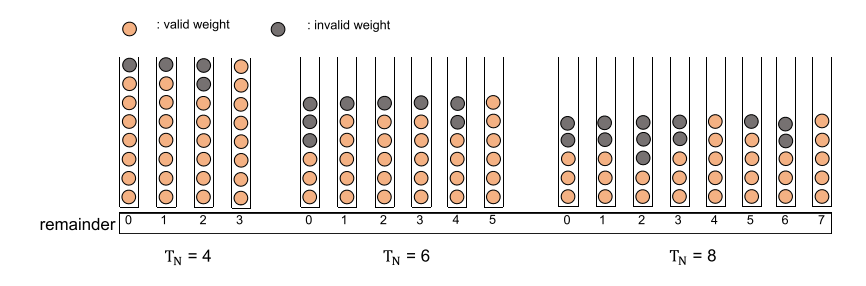 : valid weight : invalid weight
remainder 0 1 2 3 0 1 2 3 4 5 0 1 2 3 4 5 6 7
T_N = 4 T_N = 6 T_N = 8